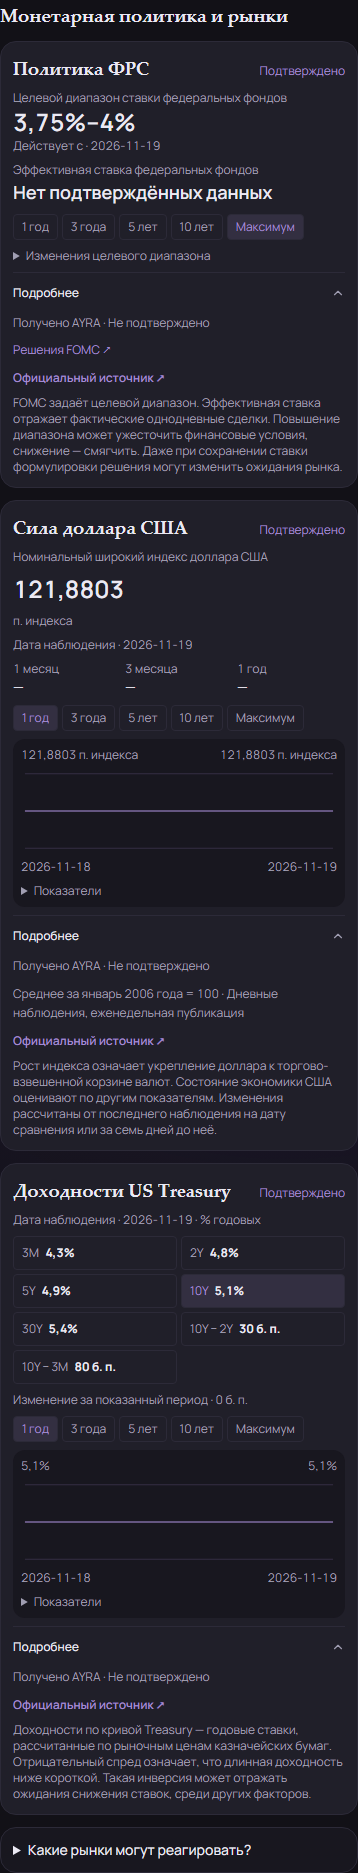 Монетарная политика и рынки
Политика ФРС
Подтверждено
Целевой диапазон ставки федеральных фондов
3,75%–4%
Действует с · 2026-11-19
Эффективная ставка федеральных фондов
Нет подтверждённых данных
1 год 3 года 5 лет 10 лет Максимум
▶ Изменения целевого диапазона
Подробнее
Получено AYRA · Не подтверждено
Решения FOMC ↗
Официальный источник ↗
FOMC задаёт целевой диапазон. Эффективная ставка
отражает фактические однодневные сделки. Повышение
диапазона может ужесточить финансовые условия,
снижение — смягчить. Даже при сохранении ставки
формулировки решения могут изменить ожидания рынка.
Сила доллара США
Подтверждено
Номинальный широкий индекс доллара США
121,8803
п. индекса
Дата наблюдения · 2026-11-19
1 месяц 3 месяца 1 год
— — —
1 год 3 года 5 лет 10 лет Максимум
121,8803 п. индекса 121,8803 п. индекса
2026-11-18 2026-11-19
▶ Показатели
Подробнее
Получено AYRA · Не подтверждено
Среднее за январь 2006 года = 100 · Дневные
наблюдения, еженедельная публикация
Официальный источник ↗
Рост индекса означает укрепление доллара к торгово-
взвешенной корзине валют. Состояние экономики США
оценивают по другим показателям. Изменения
рассчитаны от последнего наблюдения на дату
сравнения или за семь дней до неё.
Доходности US Treasury
Подтверждено
Дата наблюдения · 2026-11-19 · % годовых
3M 4,3% 2Y 4,8%
5Y 4,9% 10Y 5,1%
30Y 5,4% 10Y − 2Y 30 б. п.
10Y − 3M 80 б. п.
Изменение за показанный период · 0 б. п.
1 год 3 года 5 лет 10 лет Максимум
5,1% 5,1%
2026-11-18 2026-11-19
▶ Показатели
Подробнее
Получено AYRA · Не подтверждено
Официальный источник ↗
Доходности по кривой Treasury — годовые ставки,
рассчитанные по рыночным ценам казначейских бумаг.
Отрицательный спред означает, что длинная доходность
ниже короткой. Такая инверсия может отражать
ожидания снижения ставок, среди других факторов.
▶ Какие рынки могут реагировать?